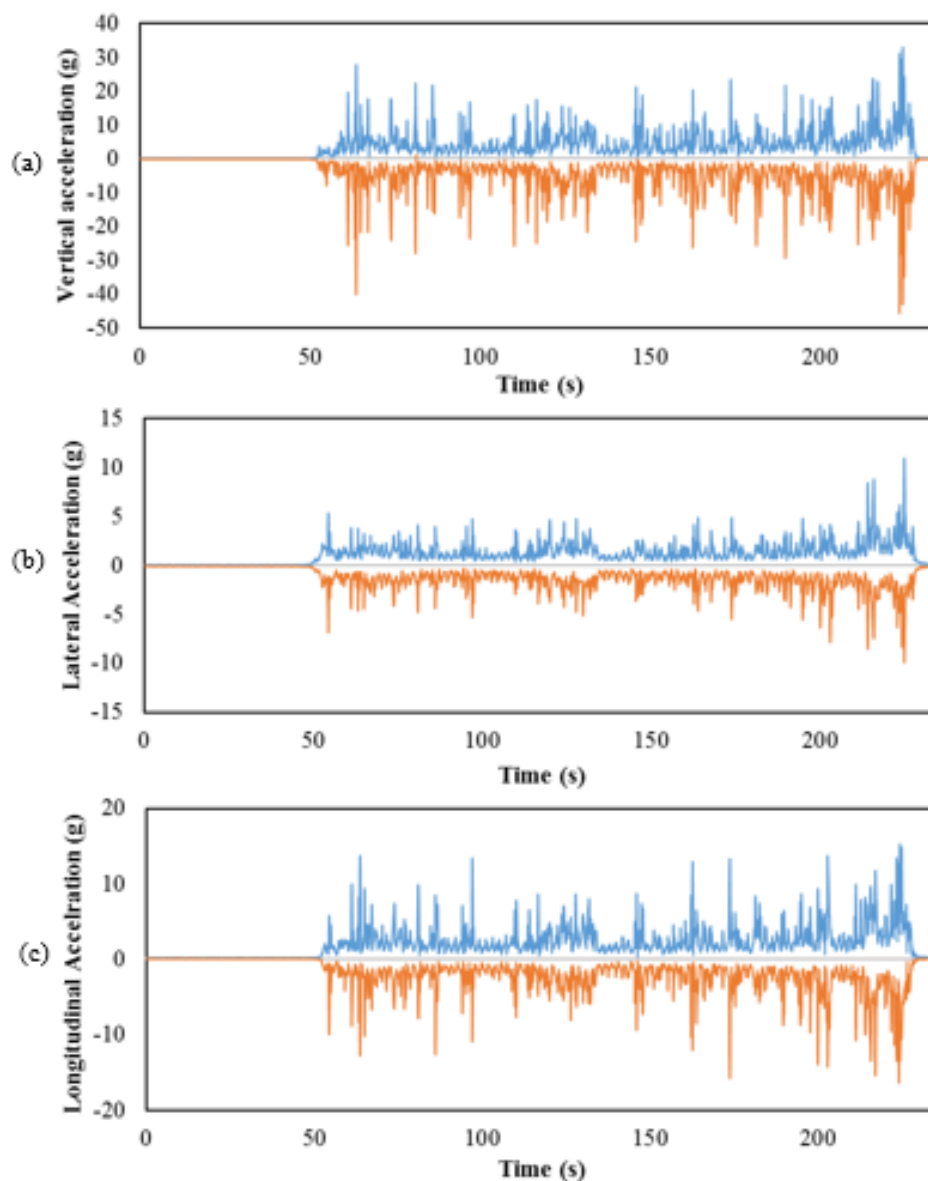 (a)
Vertical acceleration (g)
40
30
20
10
0
-10
-20
-30
-40
-50
0 50 100 150 200
Time (s)
(b)
Lateral Acceleration (g)
15
10
5
0
-5
-10
-15
0 50 100 150 200
Time (s)
(c)
Longitudinal Accelration (g)
20
10
0
-10
-20
0 50 100 150 200
Time (s)